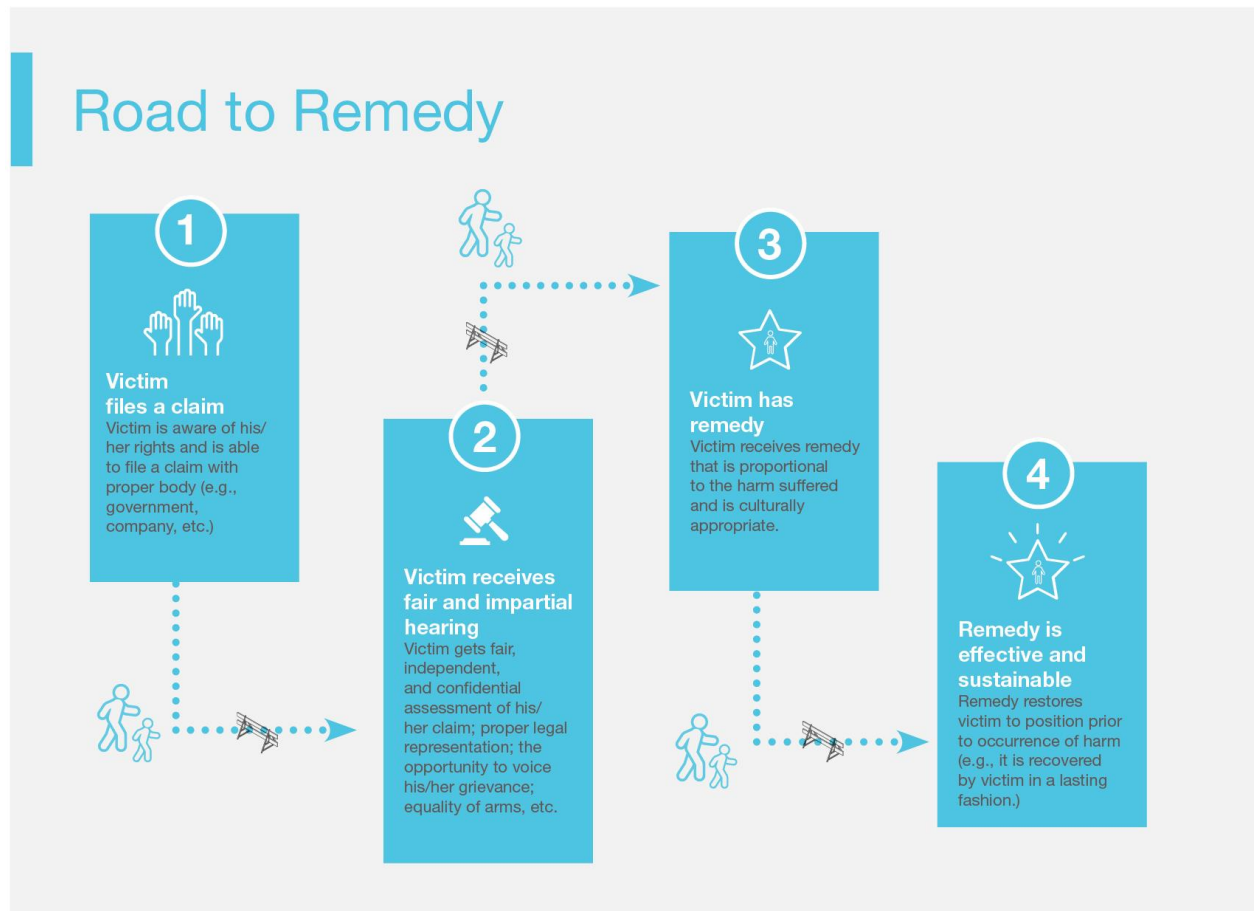 Road to Remedy
1
Victim
files a claim
Victim is aware of his/
her rights and is able
to file a claim with
proper body (e.g.,
government,
company, etc.)
2
Victim receives
fair and impartial
hearing
Victim gets fair,
independent,
and confidential
assessment of his/
her claim; proper legal
representation; the
opportunity to voice
his/her grievance;
equality of arms, etc.
3
Victim has
remedy
Victim receives remedy
that is proportional
to the harm suffered
and is culturally
appropriate.
4
Remedy is
effective and
sustainable
Remedy restores
victim to position prior
to occurrence of harm
(e.g., it is recovered
by victim in a lasting
fashion.)